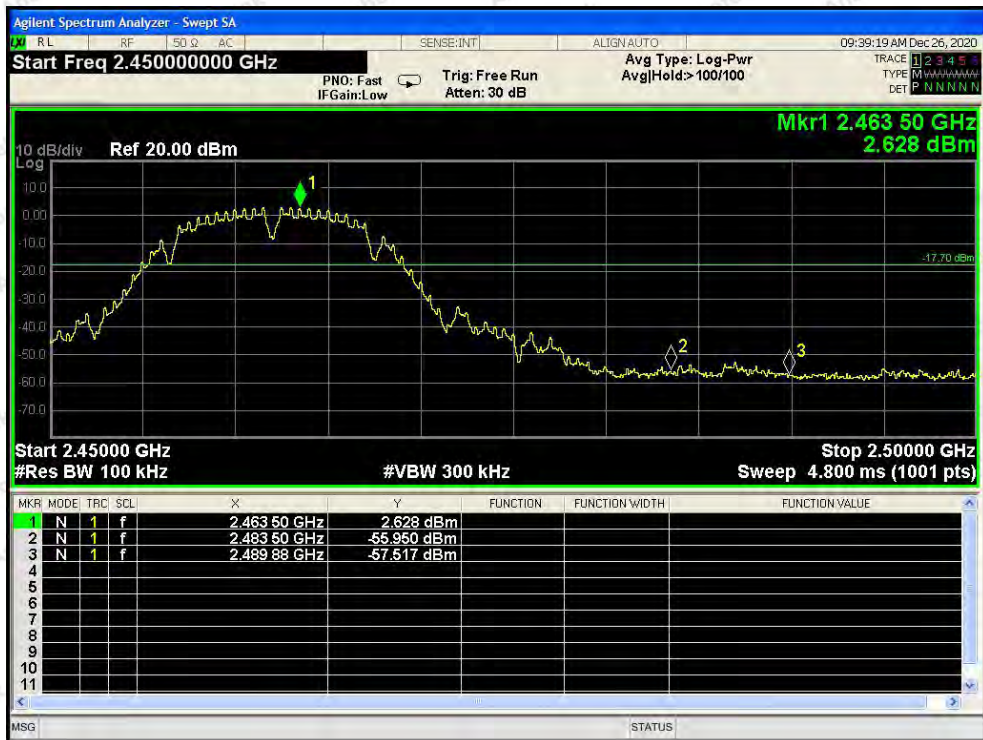 Agilent Spectrum Analyzer - Swept SA
LXI RL RF 50 Ω AC SENSE:INT ALIGN AUTO 09:39:19 AM Dec 26, 2020
Start Freq 2.450000000 GHz
PNO: Fast
IFGain:Low
Trig: Free Run
Atten: 30 dB
Avg Type: Log-Pwr
Avg|Hold:>100/100
TRACE 1 2 3 4 5 6
TYPE M
DET P N N N N N
Mkr1 2.463 50 GHz
2.628 dBm
10 dB/div Ref 20.00 dBm
Log
10.0
0.00
-10.0
-20.0
-30.0
-40.0
-50.0
-60.0
-70.0
1
-17.70 dBm
2
3
Start 2.45000 GHz Stop 2.50000 GHz
#Res BW 100 kHz #VBW 300 kHz Sweep 4.800 ms (1001 pts)
MKR MODE TRC SCL X Y FUNCTION FUNCTION WIDTH FUNCTION VALUE
1 N 1 f 2.463 50 GHz 2.628 dBm
2 N 1 f 2.483 50 GHz -55.950 dBm
3 N 1 f 2.489 88 GHz -57.517 dBm
4
5
6
7
8
9
10
11
MSG STATUS